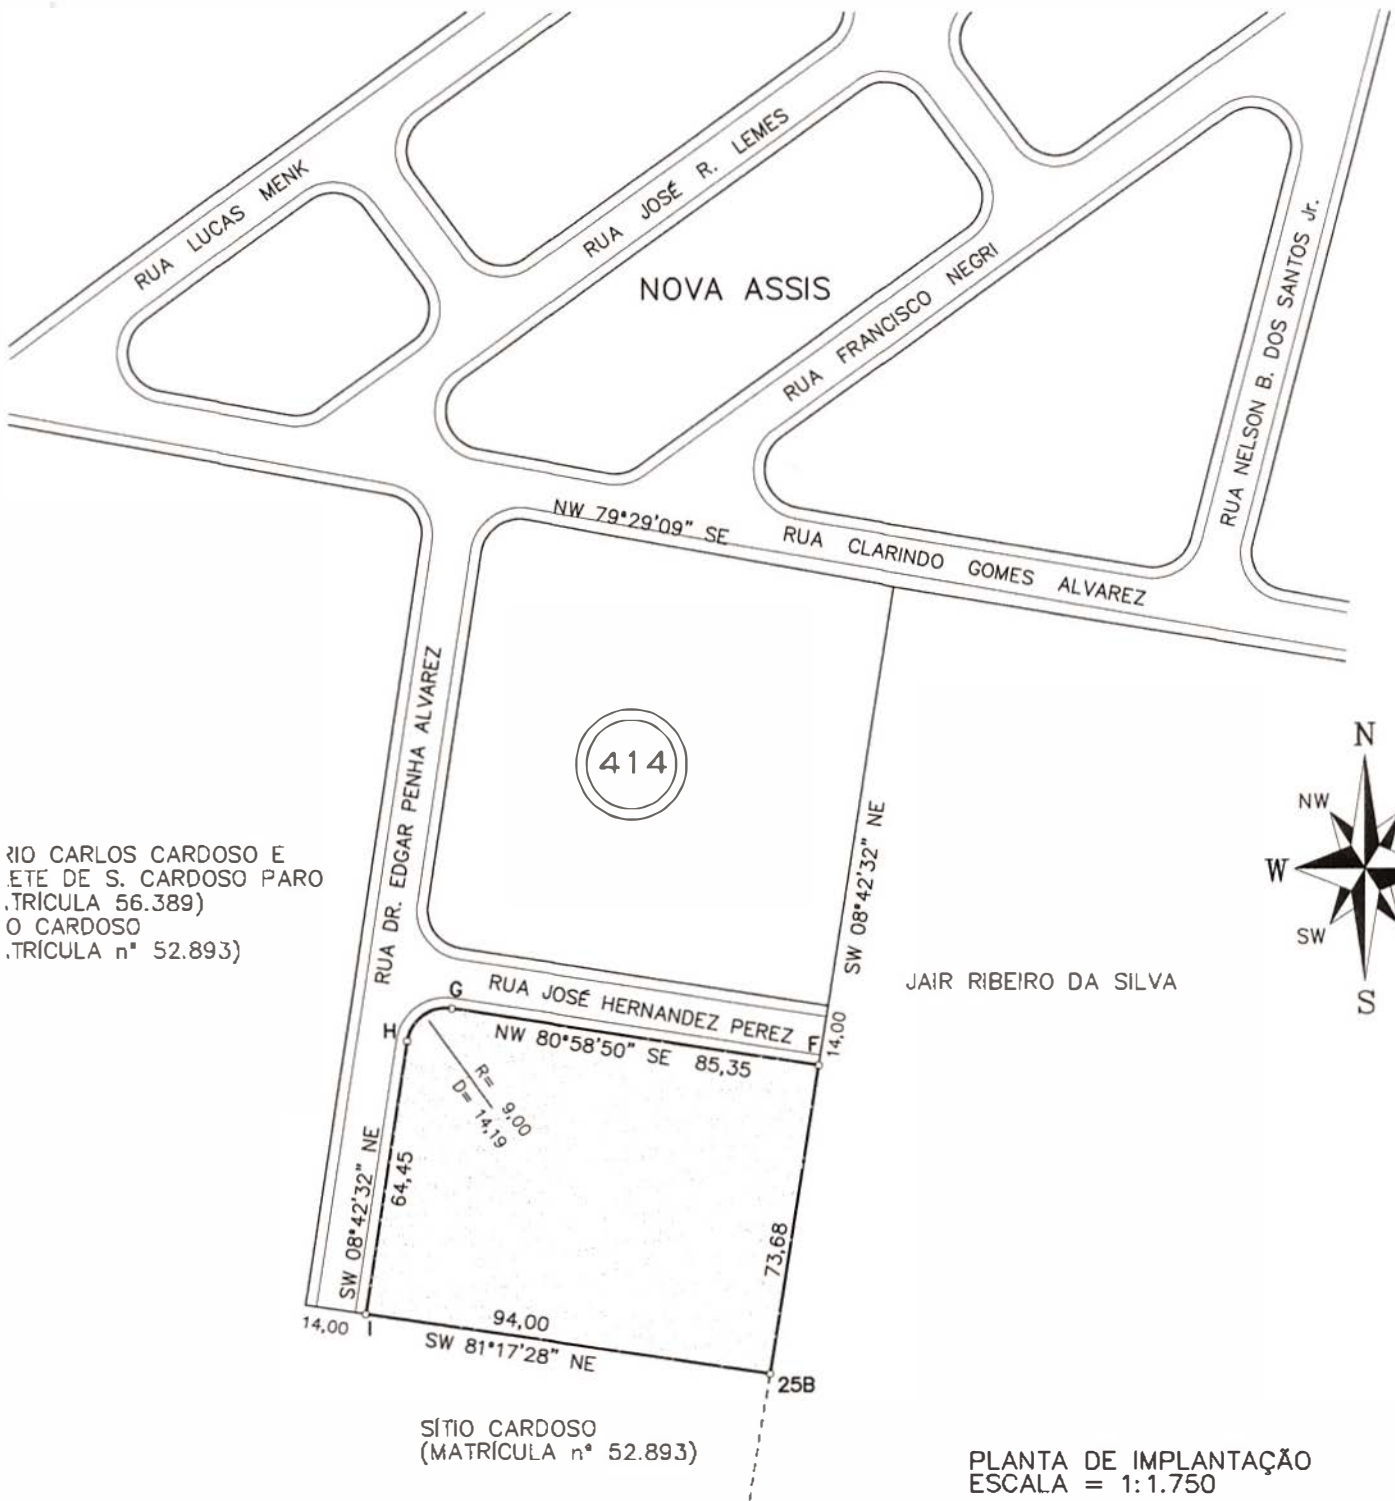 RUA LUCAS MENK
RUA JOSÉ R. LEMES
NOVA ASSIS
RUA FRANCISCO NEGRI
RUA NELSON B. DOS SANTOS Jr.
NW 79°29'09" SE
RUA CLARINDO GOMES ALVAREZ
RUA DR. EDGAR PENHA ALVAREZ
414
SW 08°42'32" NE
N
NW
W
SW
S
RIO CARLOS CARDOSO E
ETE DE S. CARDOSO PARO
TRÍCULA 56.389)
O CARDOSO
TRÍCULA n° 52.893)
JAIR RIBEIRO DA SILVA
G
RUA JOSÉ HERNANDEZ PEREZ
F
14,00
H
NW 80°58'50" SE 85,35
R= 9,00
D= 14,19
SW 08°42'32" NE
64,45
73,68
14,00
I
94,00
SW 81°17'28" NE
25B
SÍTIO CARDOSO
(MATRÍCULA n° 52.893)
PLANTA DE IMPLANTAÇÃO
ESCALA = 1:1.750